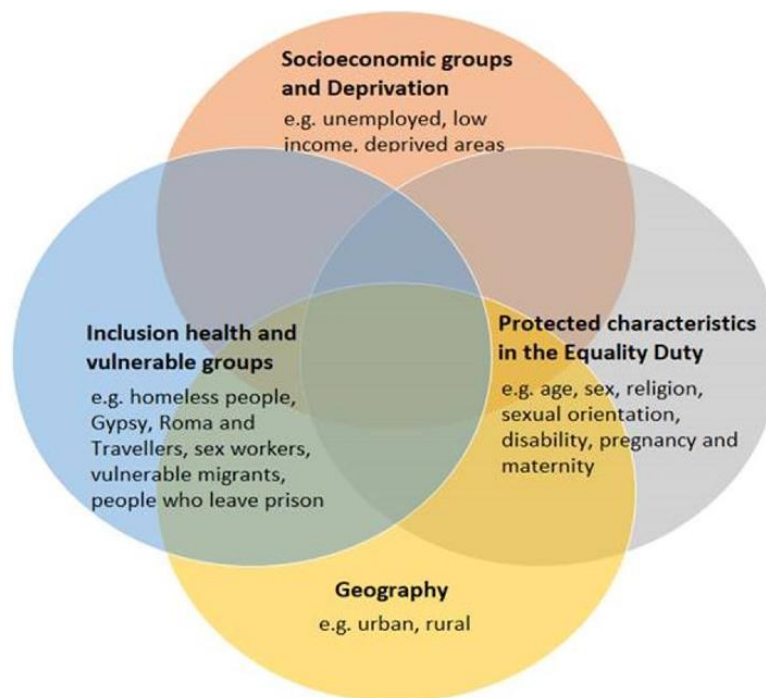 Socioeconomic groups
and Deprivation
e.g. unemployed, low
income, deprived areas
Inclusion health and
vulnerable groups
e.g. homeless people,
Gypsy, Roma and
Travellers, sex workers,
vulnerable migrants,
people who leave prison
Protected characteristics
in the Equality Duty
e.g. age, sex, religion,
sexual orientation,
disability, pregnancy and
maternity
Geography
e.g. urban, rural